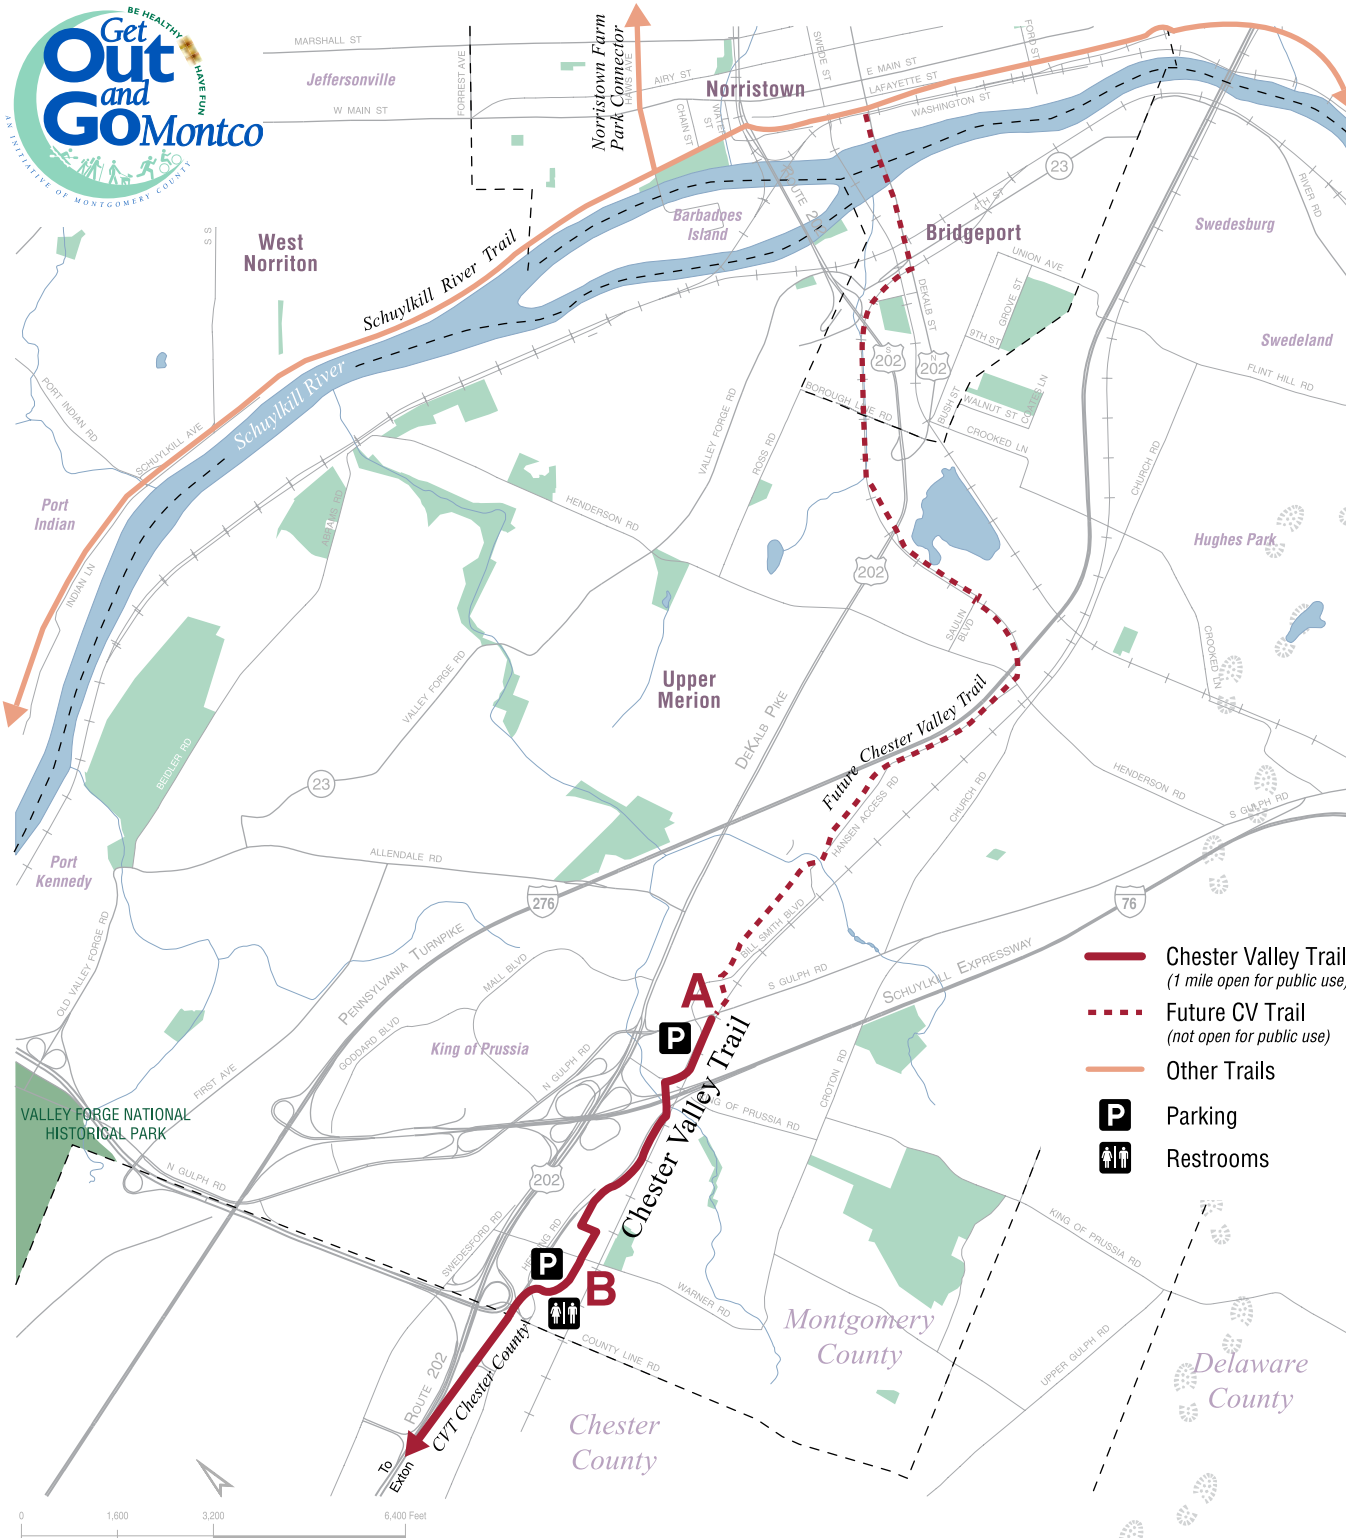 BE HEALTHY
HAVE FUN
Get
Out
and
GO Montco
AN INITIATIVE OF MONTGOMERY COUNTY
MARSHALL ST
Jeffersonville
W MAIN ST
FORREST AVE
Norristown Farm
Park Connector
HAWS AVE
AIRY ST
CHAIN ST
WATER
ST
Norristown
SWEDE ST
E MAIN ST
LAFAYETTE ST
WASHINGTON ST
FORD ST
23
4TH ST
RIVER RD
Swedesburg
Barbadoes
Island
Bridgeport
West
Norriton
S S
Schuylkill River Trail
Schuylkill River
UNION AVE
GROVE ST
DEKALB ST
9TH ST
S
202
N
202
Swedeland
FLINT HILL RD
PORT INDIAN RD
SCHUYLKILL AVE
BOROUGH LINE RD
BUSH ST
WALNUT ST
COATES LN
CROOKED LN
VALLEY FORGE RD
ROSS RD
CHURCH RD
Port
Indian
ABRAMS RD
HENDERSON RD
INDIAN LN
202
Hughes Park
SAULIN
BLVD
CROOKED LN
VALLEY FORGE RD
Upper
Merion
DEKALB PIKE
Future Chester Valley Trail
BEIDLER RD
23
HANSEN ACCESS RD
CHURCH RD
HENDERSON RD
S GULPH RD
Port
Kennedy
ALLENDALE RD
276
76
OLD VALLEY FORGE RD
PENNSYLVANIA TURNPIKE
MALL BLVD
BILL SMITH BLVD
S GULPH RD
SCHUYLKILL EXPRESSWAY
A
P
GODDARD BLVD
King of Prussia
N GULPH RD
FIRST AVE
CROTON RD
KING OF PRUSSIA RD
Chester Valley Trail
VALLEY FORGE NATIONAL
HISTORICAL PARK
N GULPH RD
202
SWEDESFORD RD
P
B
WARNER RD
COUNTY LINE RD
KING OF PRUSSIA RD
UPPER GULPH RD
Montgomery
County
Delaware
County
Chester
County
ROUTE 202
CVT Chester County
To
Exton
Chester Valley Trail
(1 mile open for public use)
Future CV Trail
(not open for public use)
Other Trails
P Parking
Restrooms
0 1,600 3,200 6,400 Feet